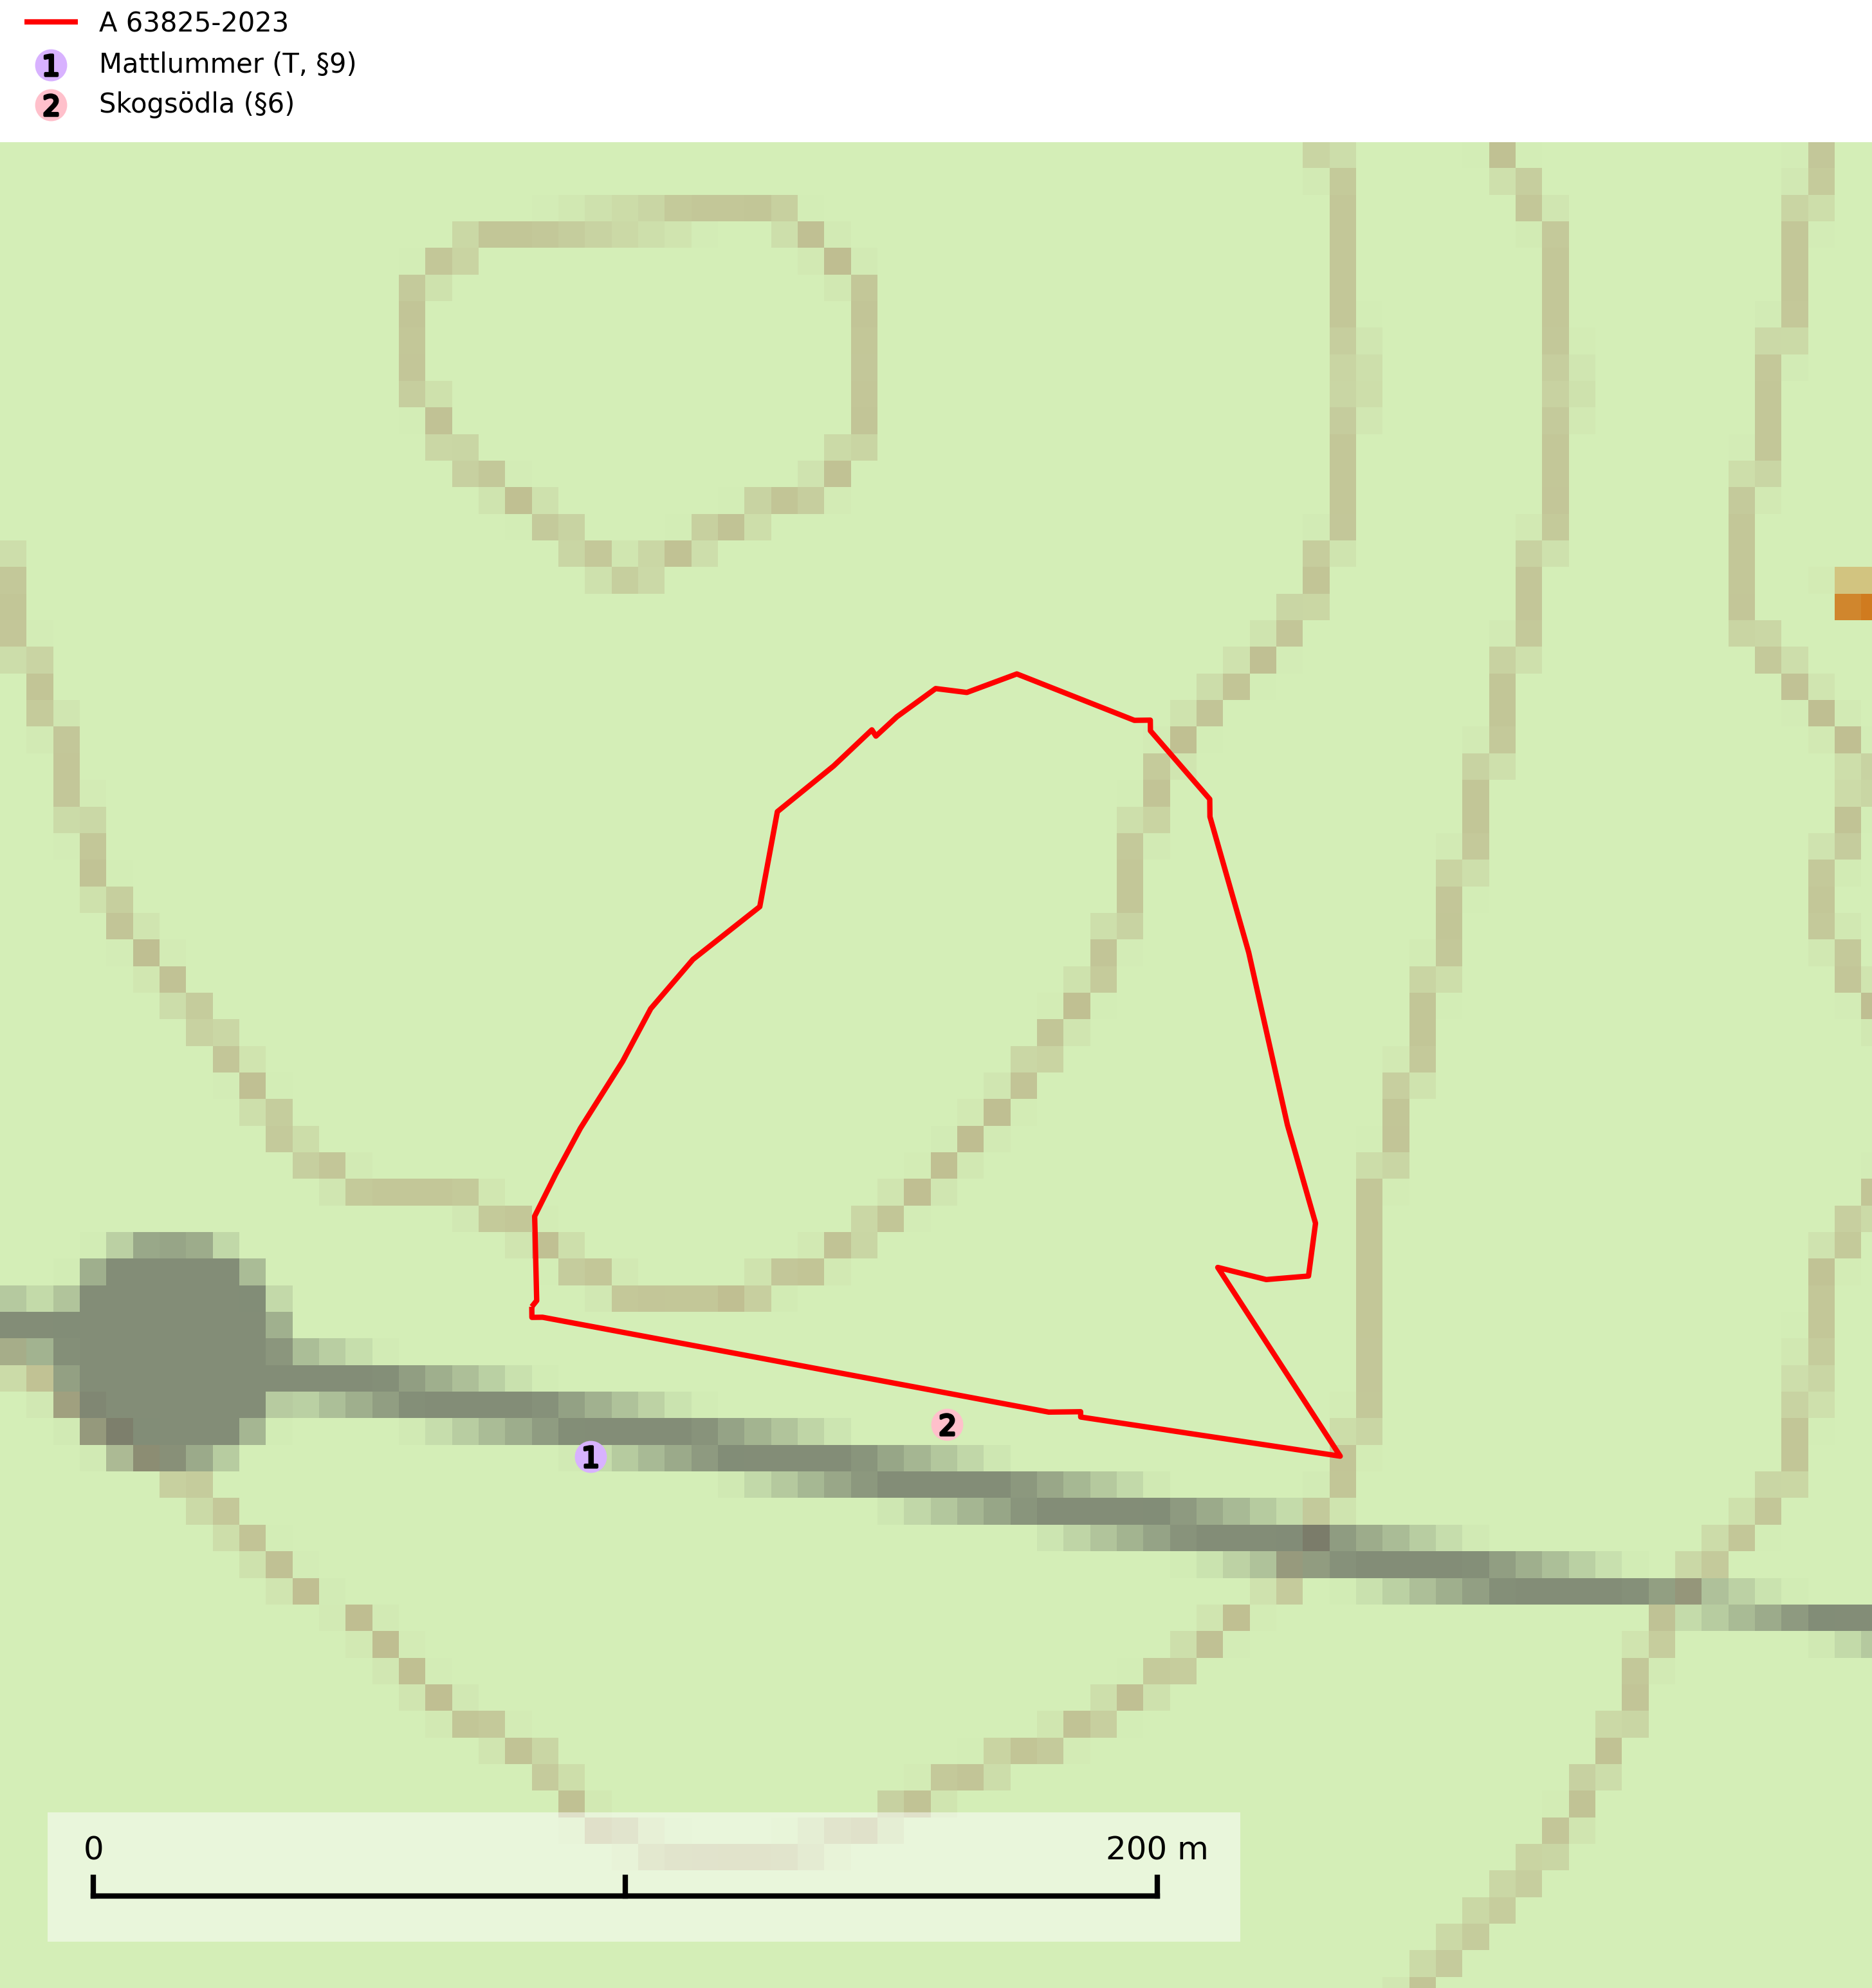 A 63825-2023
1 Mattlummer (T, §9)
2 Skogsödla (§6)
2
1
0 200 m